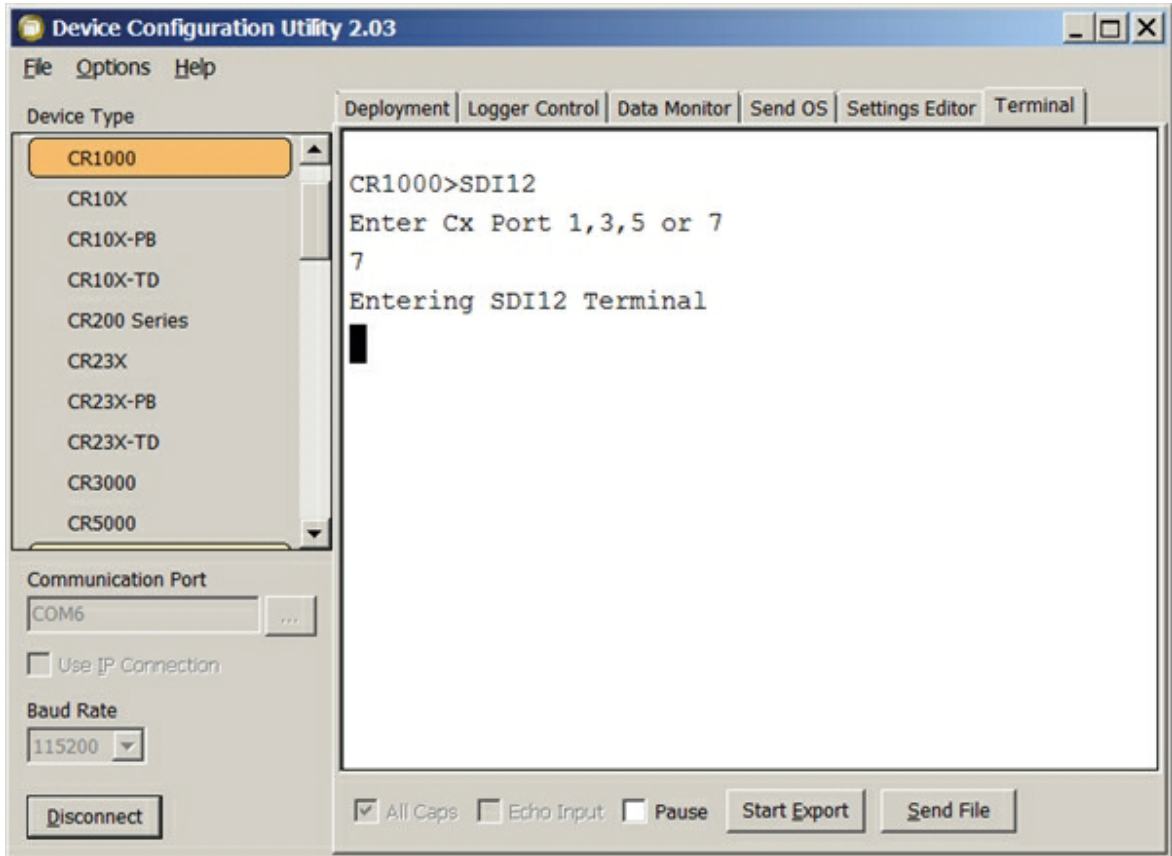 Device Configuration Utility 2.03
File Options Help
Device Type
CR1000
CR10X
CR10X-PB
CR10X-TD
CR200 Series
CR23X
CR23X-PB
CR23X-TD
CR3000
CR5000
Communication Port
COM6
...
Use IP Connection
Baud Rate
115200
Disconnect
Deployment Logger Control Data Monitor Send OS Settings Editor Terminal
CR1000>SDI12
Enter Cx Port 1,3,5 or 7
7
Entering SDI12 Terminal
All Caps Echo Input Pause Start Export Send File